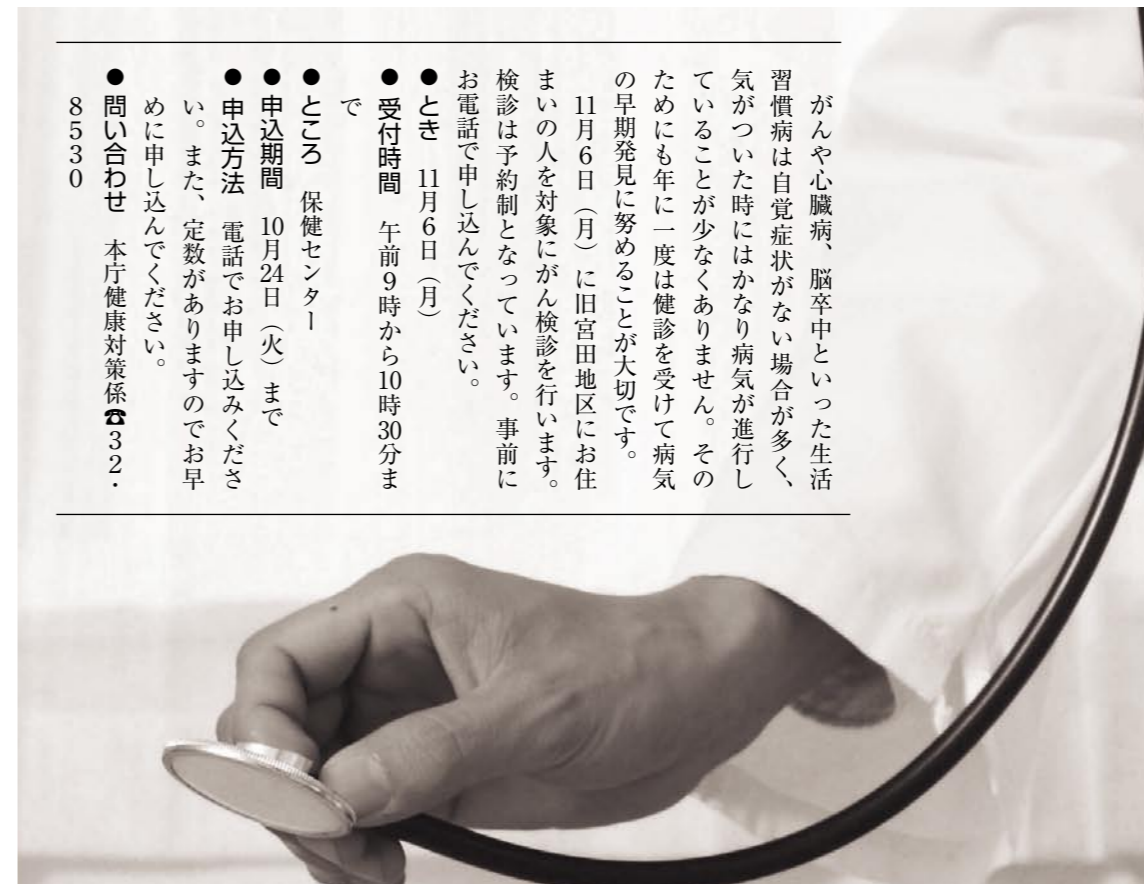 がんや心臓病、脳卒中といった生活
習慣病は自覚症状がない場合が多く、
気がついた時にはかなり病気が進行し
ていることが少なくありません。その
ためにも年に一度は健診を受けて病気
の早期発見に努めることが大切です。
　11月6日（月）に旧宮田地区にお住
まいの人を対象にがん検診を行います。
検診は予約制となっています。事前に
お電話で申し込んでください。
●とき　11月6日（月）
●受付時間　午前9時から10時30分ま
で
●ところ　保健センター
●申込期間　10月24日（火）まで
●申込方法　電話でお申し込みくださ
い。また、定数がありますのでお早
めに申し込んでください。
●問い合わせ　本庁健康対策係☎32・
8530